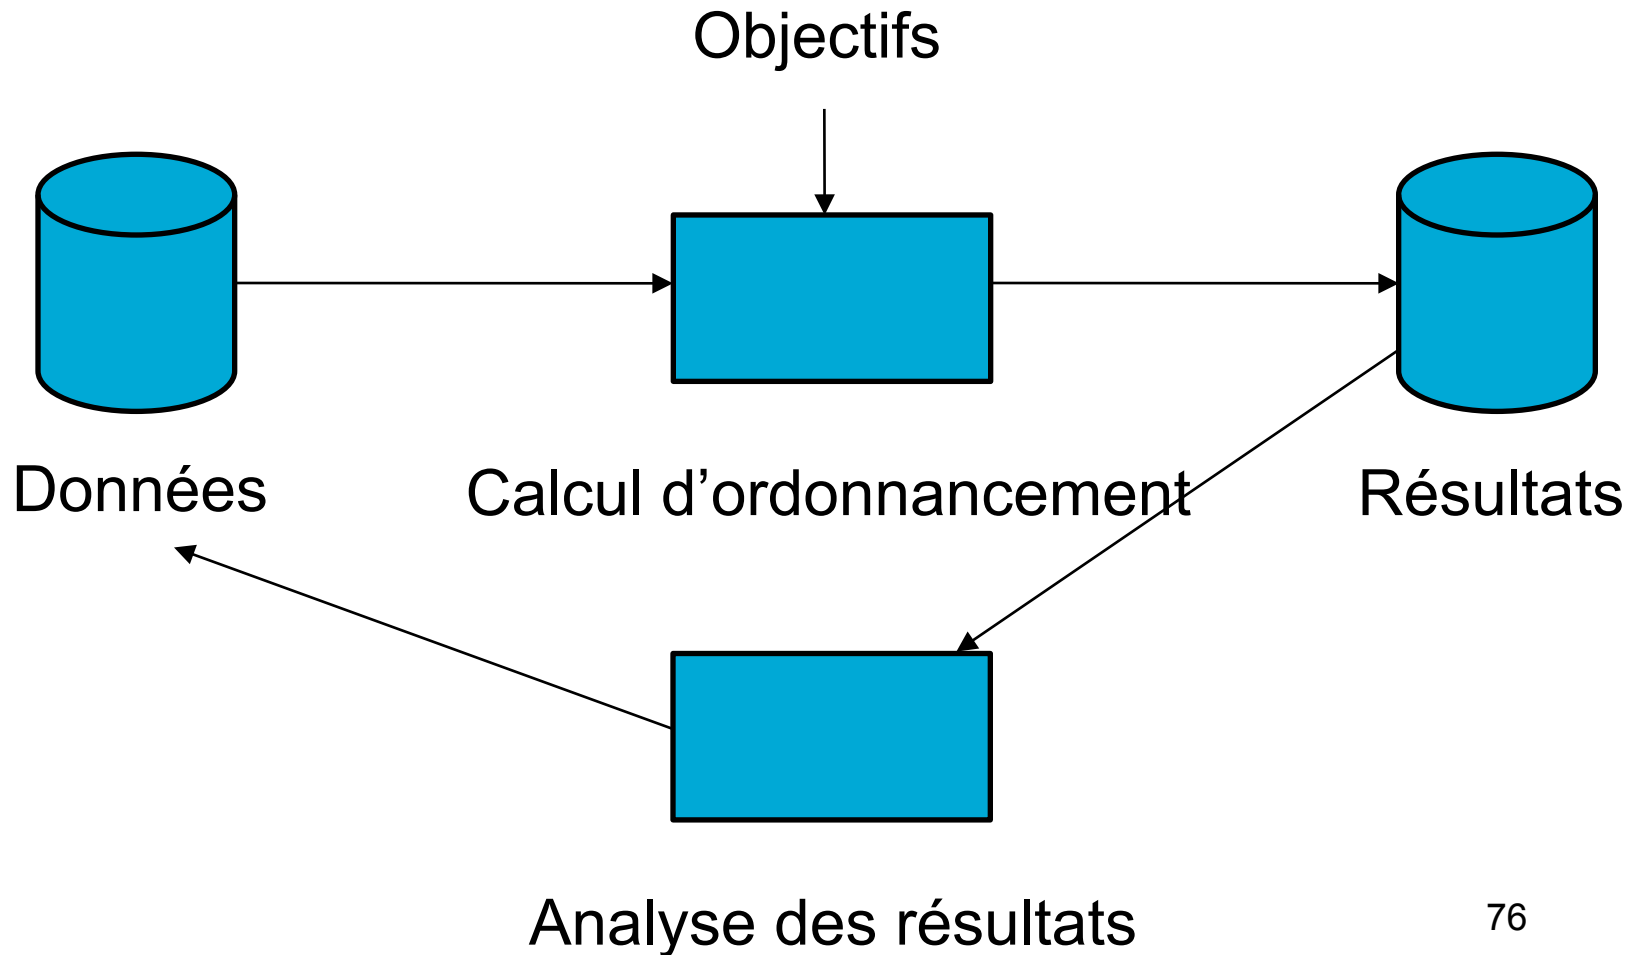 Objectifs
Données
Calcul d’ordonnancement
Résultats
Analyse des résultats
76